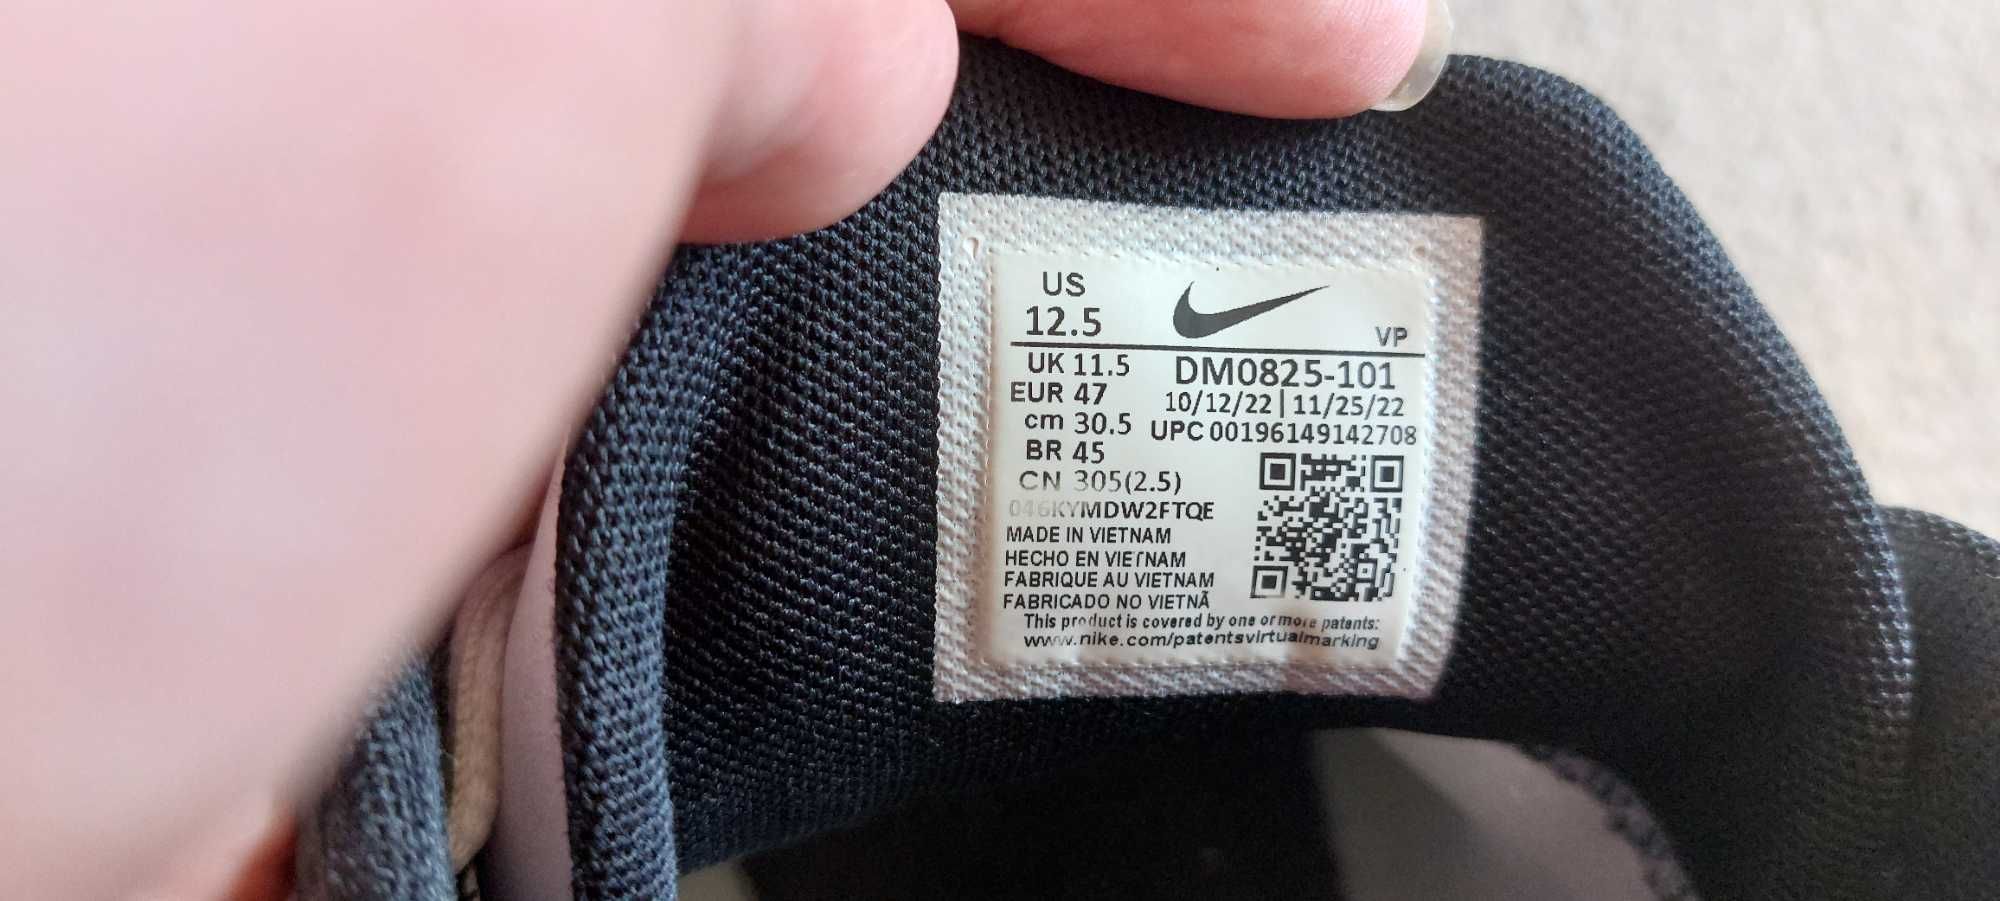 US
12.5
VP
UK 11.5
EUR 47
cm 30.5
BR 45
CN 305(2.5)
046KYMDW2FTQE
DM0825-101
10/12/22 | 11/25/22
UPC 00196149142708
MADE IN VIETNAM
HECHO EN VIETNAM
FABRIQUE AU VIETNAM
FABRICADO NO VIETNÃ
This product is covered by one or more patents:
www.nike.com/patentsvirtualmarking